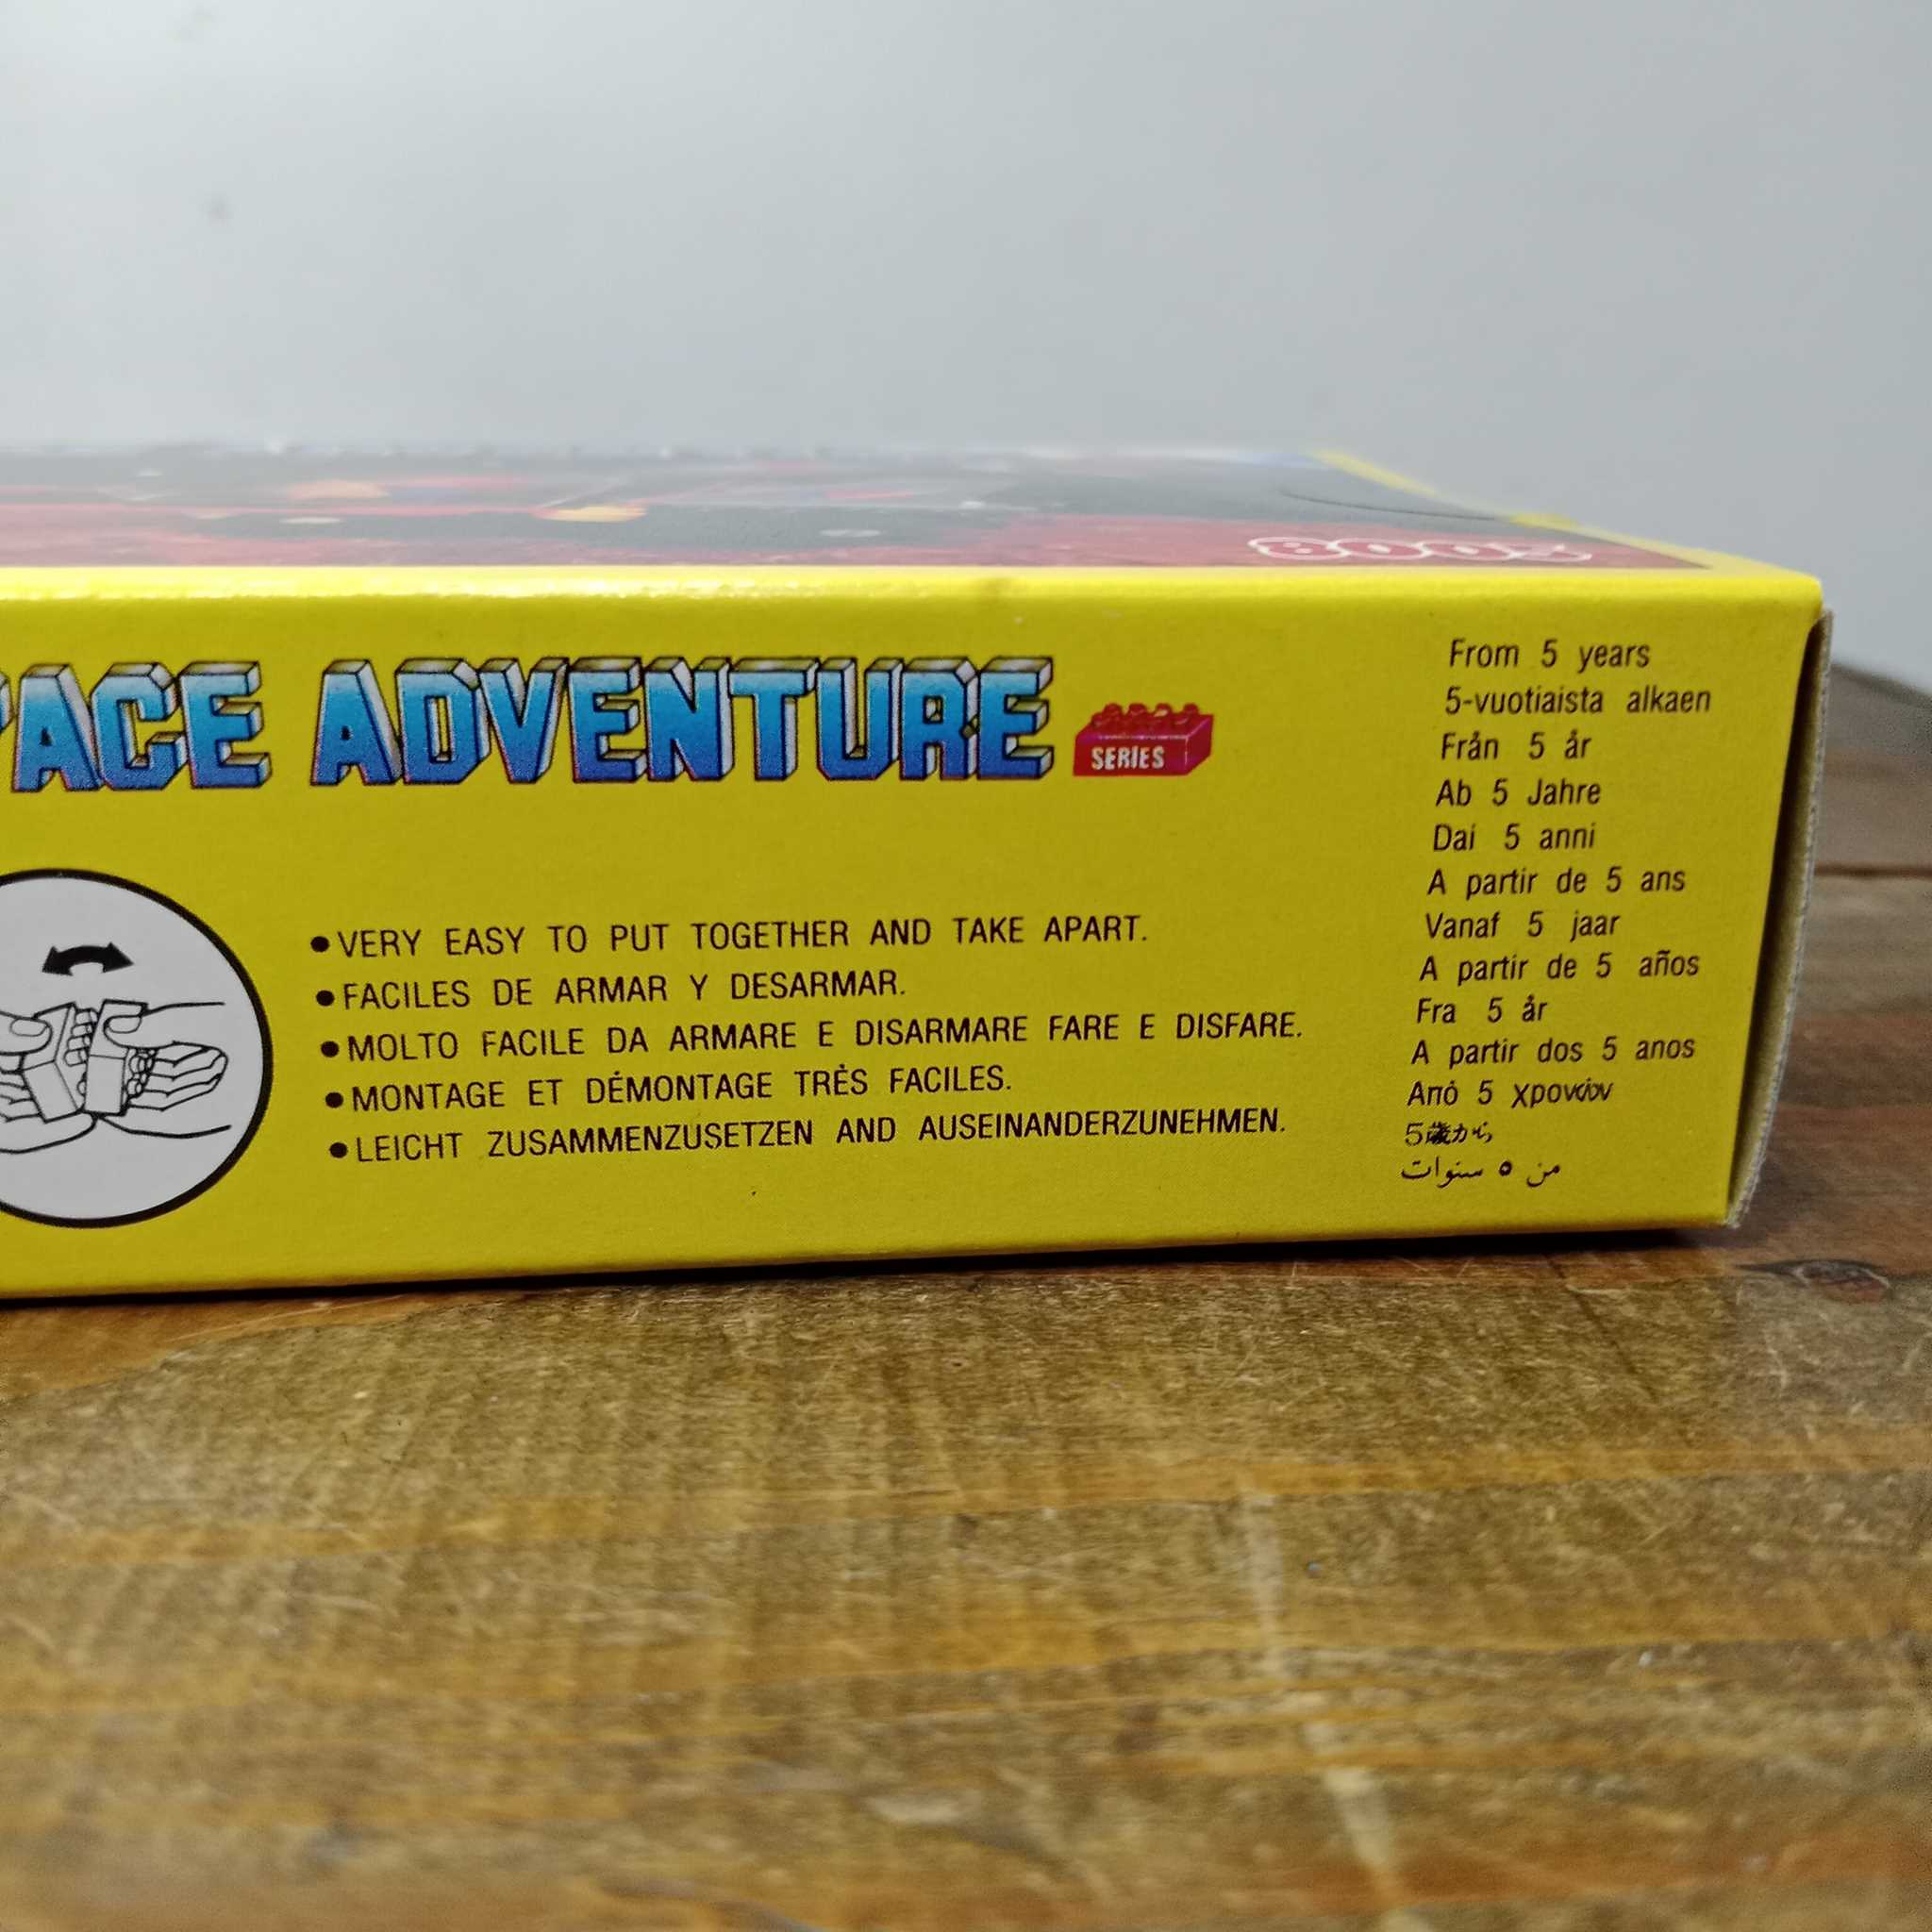 PACE ADVENTURE
SERIES
●VERY EASY TO PUT TOGETHER AND TAKE APART.
●FACILES DE ARMAR Y DESARMAR.
●MOLTO FACILE DA ARMARE E DISARMARE FARE E DISFARE.
●MONTAGE ET DÉMONTAGE TRÈS FACILES.
●LEICHT ZUSAMMENZUSETZEN AND AUSEINANDERZUNEHMEN.
From 5 years
5-vuotiaista alkaen
Från 5 år
Ab 5 Jahre
Dai 5 anni
A partir de 5 ans
Vanaf 5 jaar
A partir de 5 años
Fra 5 år
A partir dos 5 anos
Από 5 χρονών
5歳から
من ٥ سنوات